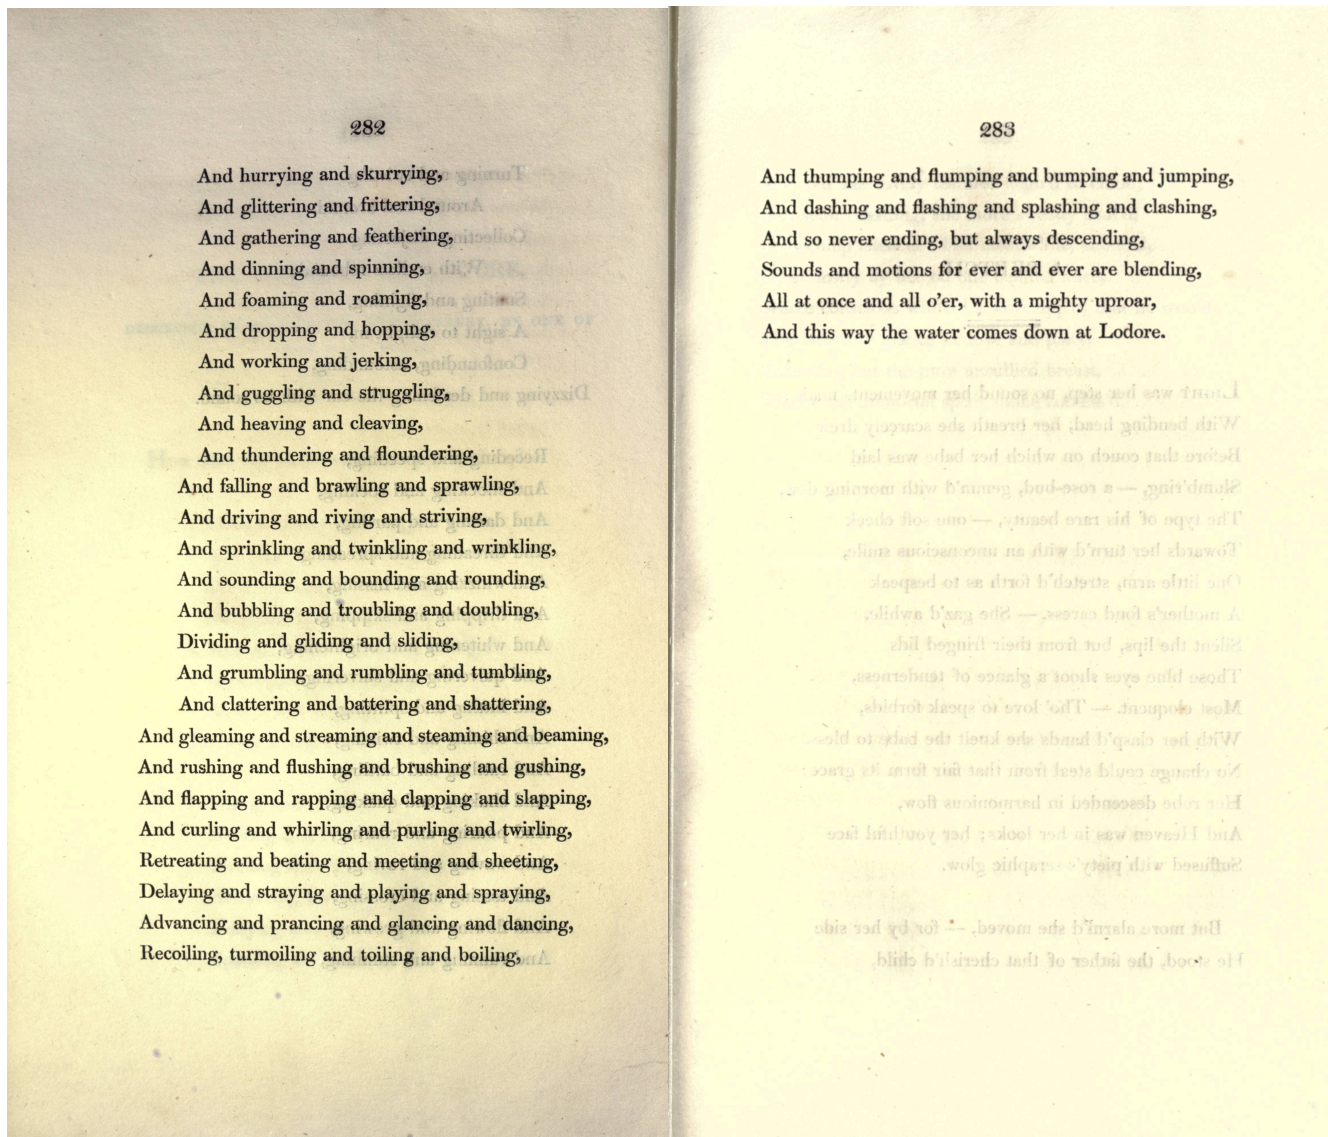 282
And hurrying and skurrying,
And glittering and frittering,
And gathering and feathering,
And dinning and spinning,
And foaming and roaming,
And dropping and hopping,
And working and jerking,
And guggling and struggling,
And heaving and cleaving,
And thundering and floundering,
And falling and brawling and sprawling,
And driving and riving and striving,
And sprinkling and twinkling and wrinkling,
And sounding and bounding and rounding,
And bubbling and troubling and doubling,
Dividing and gliding and sliding,
And grumbling and rumbling and tumbling,
And clattering and battering and shattering,
And gleaming and streaming and steaming and beaming,
And rushing and flushing and brushing and gushing,
And flapping and rapping and clapping and slapping,
And curling and whirling and purling and twirling,
Retreating and beating and meeting and sheeting,
Delaying and straying and playing and spraying,
Advancing and prancing and glancing and dancing,
Recoiling, turmoiling and toiling and boiling,
283
And thumping and flumping and bumping and jumping,
And dashing and flashing and splashing and clashing,
And so never ending, but always descending,
Sounds and motions for ever and ever are blending,
All at once and all o'er, with a mighty uproar,
And this way the water comes down at Lodore.